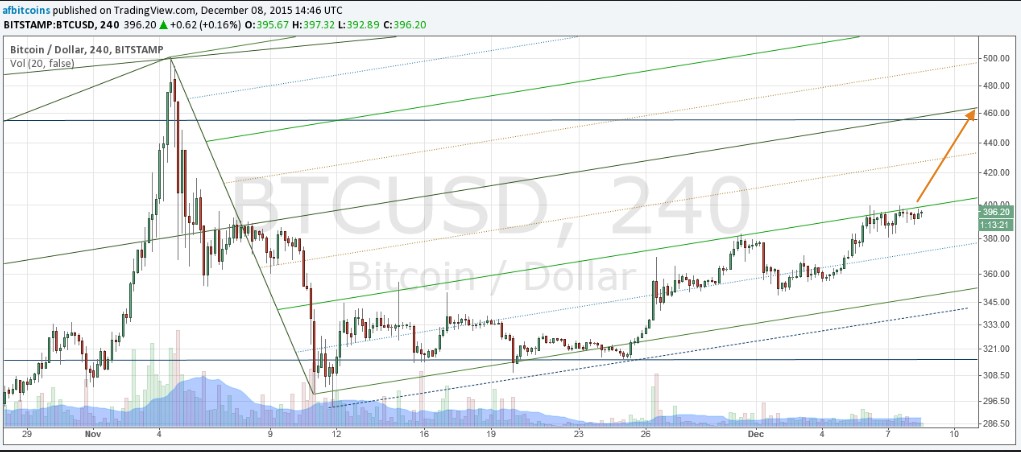 afbitcoins published on TradingView.com, December 08, 2015 14:46 UTC
BITSTAMP:BTCUSD, 240 396.20 ▲ +0.62 (+0.16%) O:395.67 H:397.32 L:392.89 C:396.20
Bitcoin / Dollar, 240, BITSTAMP
Vol (20, false)
BTCUSD, 240
Bitcoin / Dollar
500.00
480.00
460.00
440.00
420.00
400.00
396.20
1:13:21
380.00
360.00
345.00
333.00
321.00
308.50
296.50
286.50
29 Nov 4 9 12 16 19 23 26 Dec 4 7 10